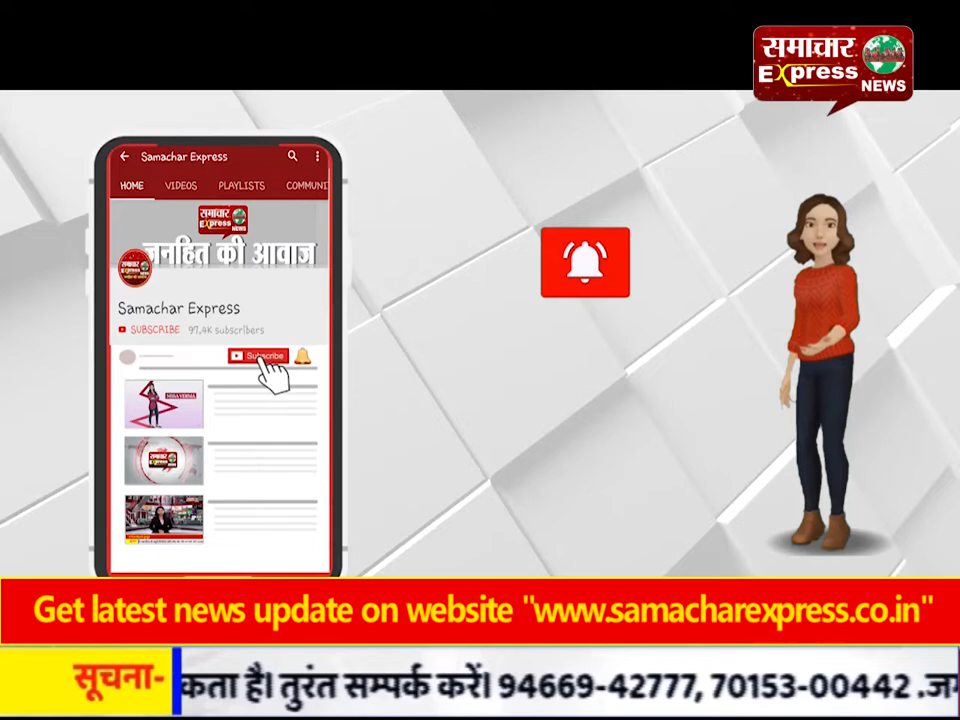 समाचार
Express
NEWS
Samachar Express
HOME VIDEOS PLAYLISTS COMMUNI
समाचार
Express
NEWS
जनहित की आवाज
Samachar Express
SUBSCRIBE 97.4K subscribers
Subscribe
Get latest news update on website "www.samacharexpress.co.in"
सूचना- कता है। तुरंत सम्पर्क करें। 94669-42777, 70153-00442 .जम